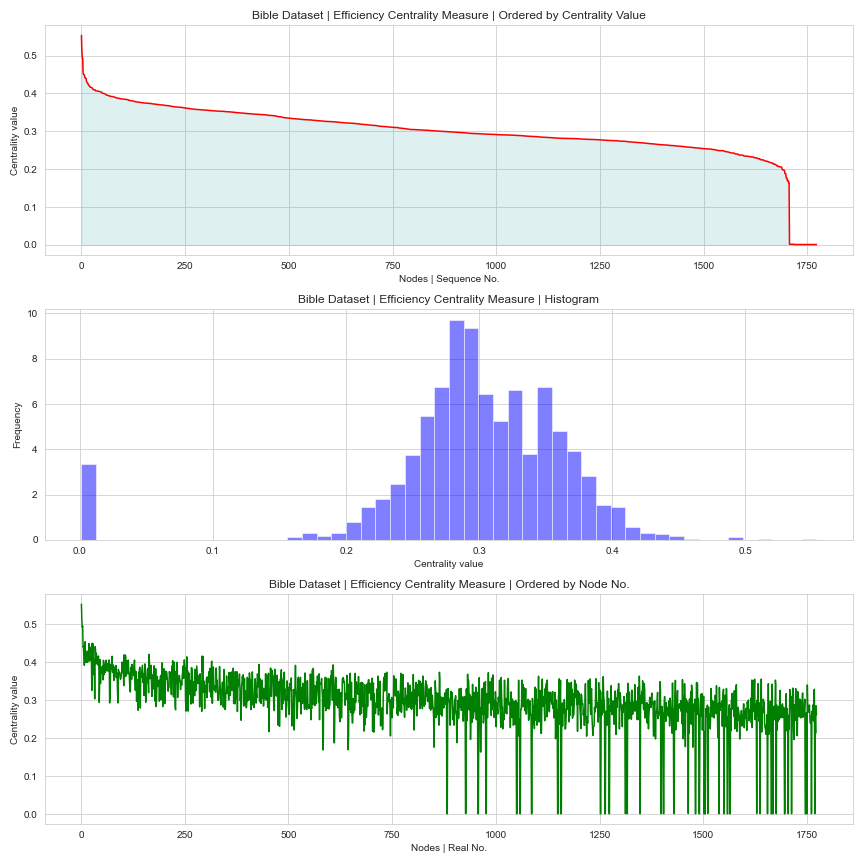 Bible Dataset | Efficiency Centrality Measure | Ordered by Centrality Value
Centrality value
0.5
0.4
0.3
0.2
0.1
0.0
0 250 500 750 1000 1250 1500 1750
Nodes | Sequence No.
Bible Dataset | Efficiency Centrality Measure | Histogram
Frequency
10
8
6
4
2
0
0.0 0.1 0.2 0.3 0.4 0.5
Centrality value
Bible Dataset | Efficiency Centrality Measure | Ordered by Node No.
Centrality value
0.5
0.4
0.3
0.2
0.1
0.0
0 250 500 750 1000 1250 1500 1750
Nodes | Real No.